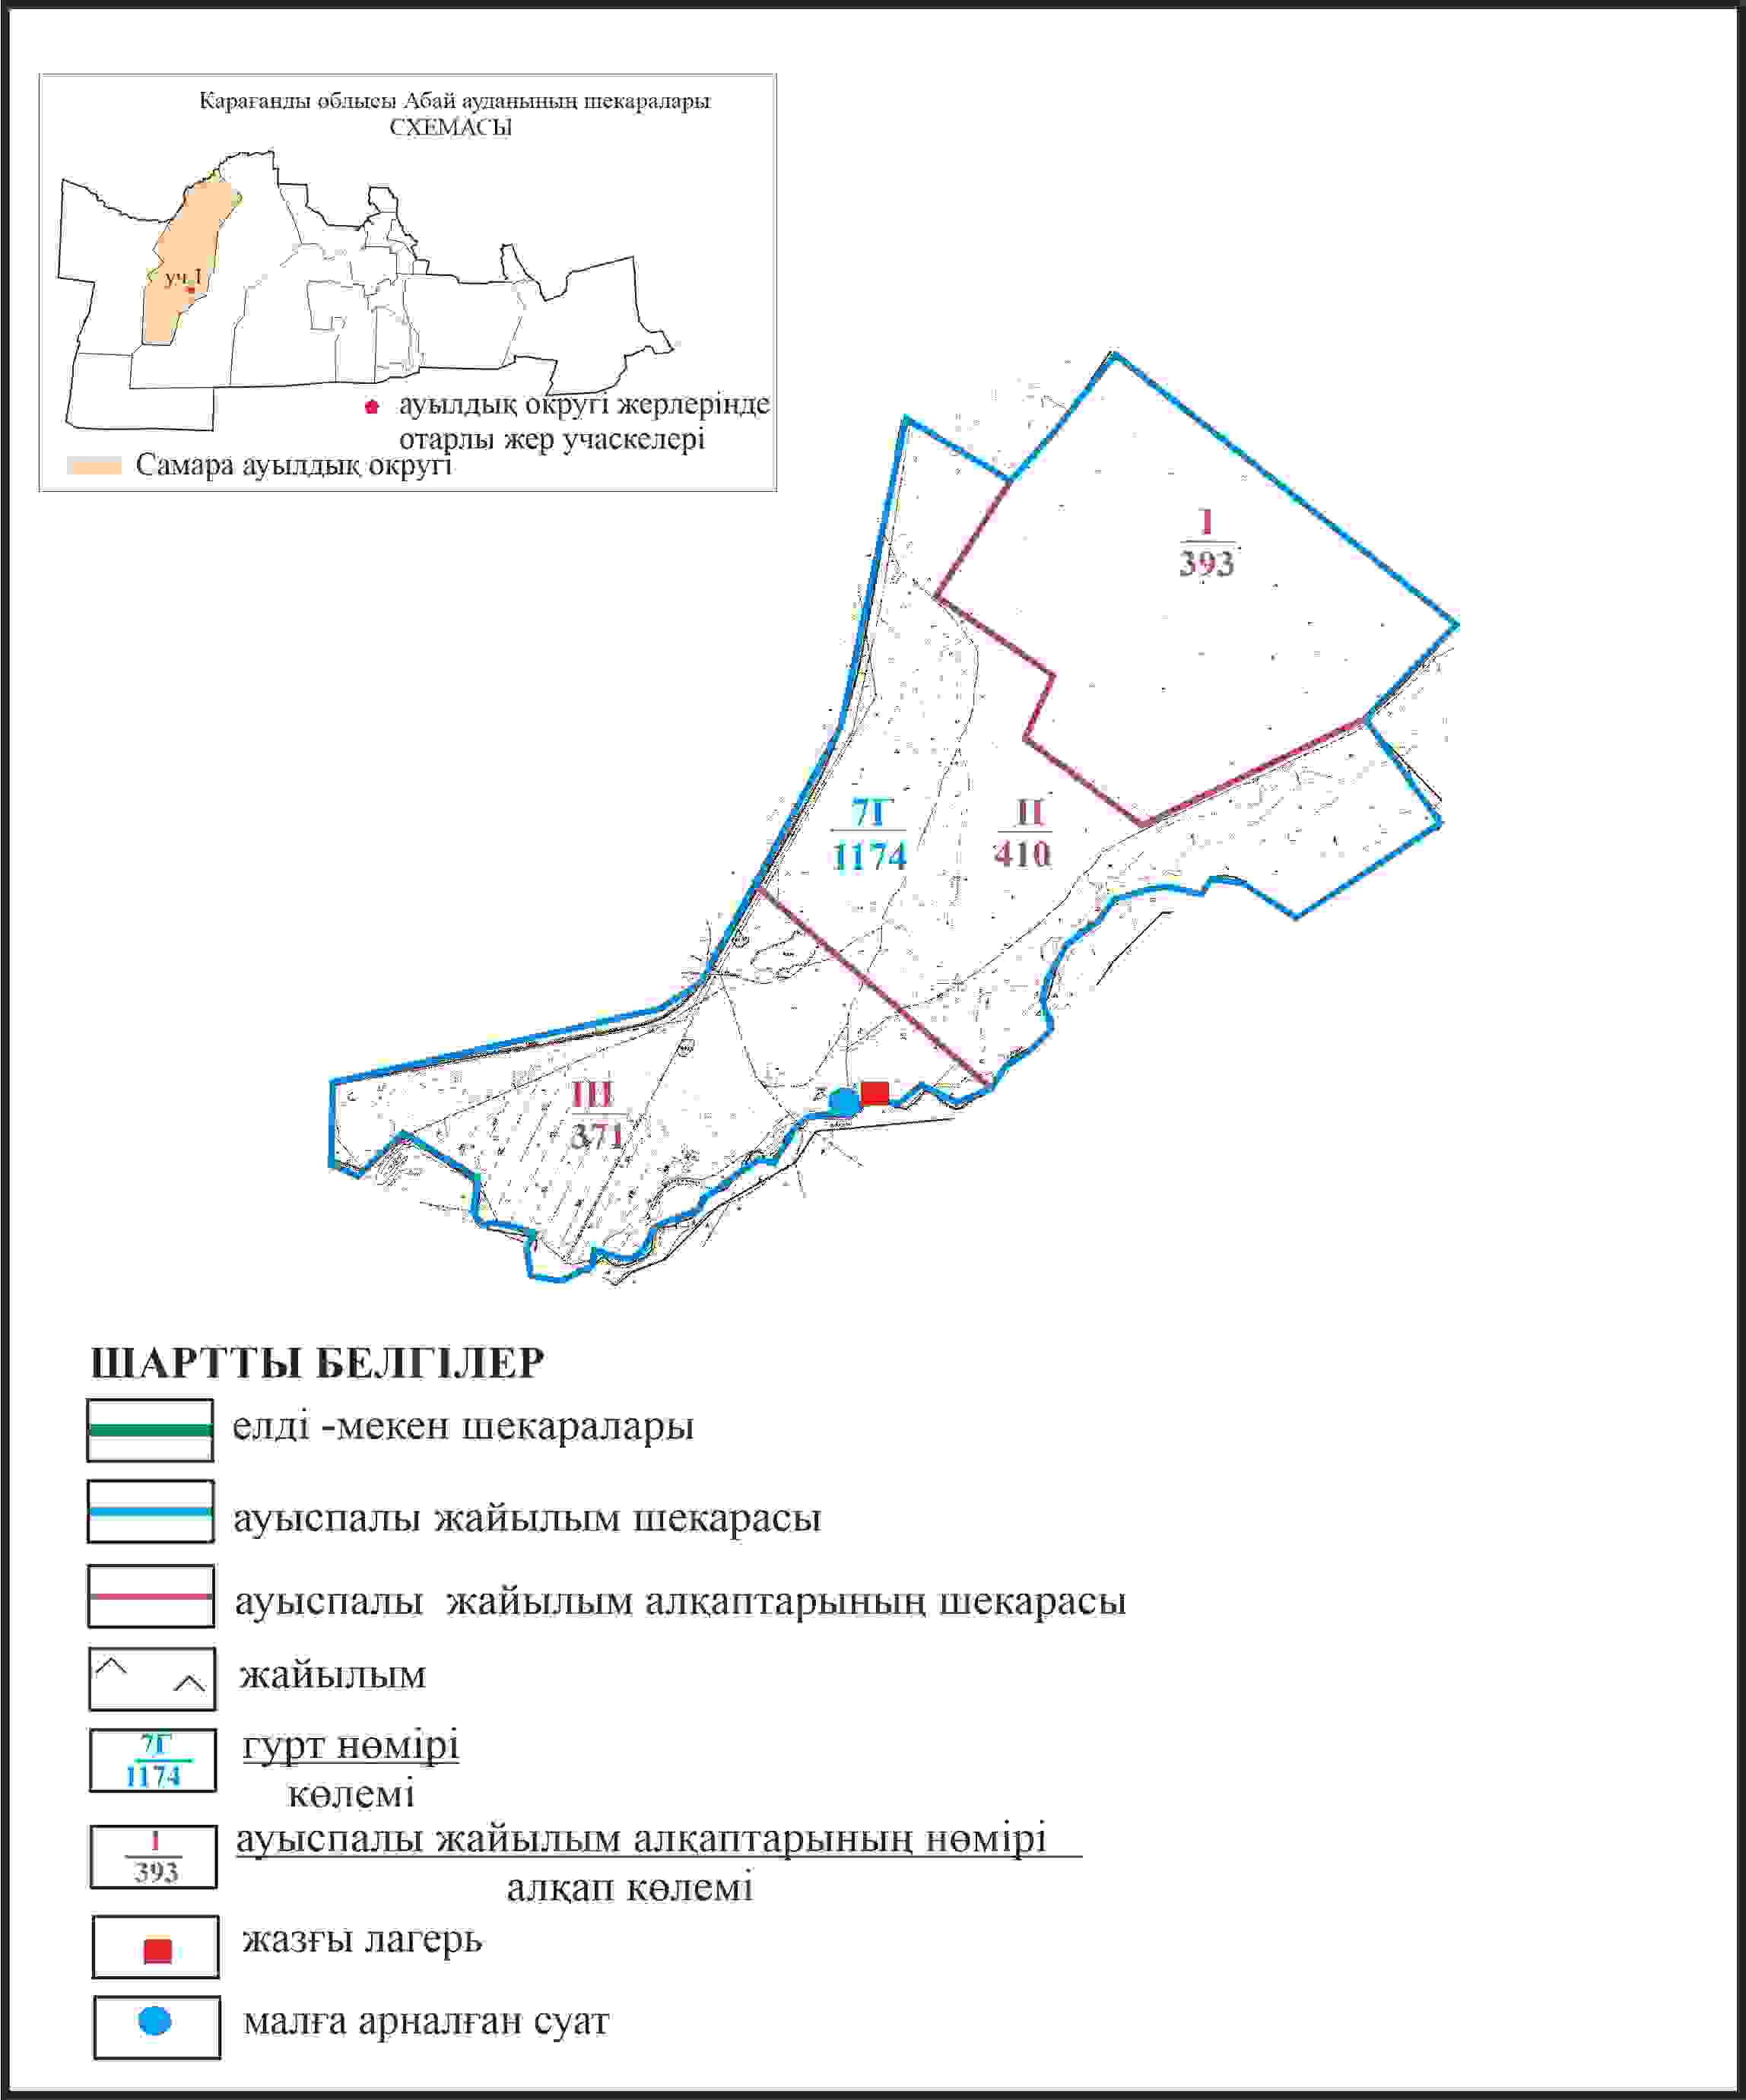 Карағанды облысы Абай ауданының шекаралары
СХЕМАСЫ
уч.I
ауылдық округі жерлерінде
отарлы жер учаскелері
Самара ауылдық округі
I
393
7Г
1174
II
410
III
371
ШАРТТЫ БЕЛГІЛЕР
елді -мекен шекаралары
ауыспалы жайылым шекарасы
ауыспалы жайылым алқаптарының шекарасы
жайылым
7Г
1174
гурт нөмірі
көлемі
I
393
ауыспалы жайылым алқаптарының нөмірі
алқап көлемі
жазғы лагерь
малға арналған суат